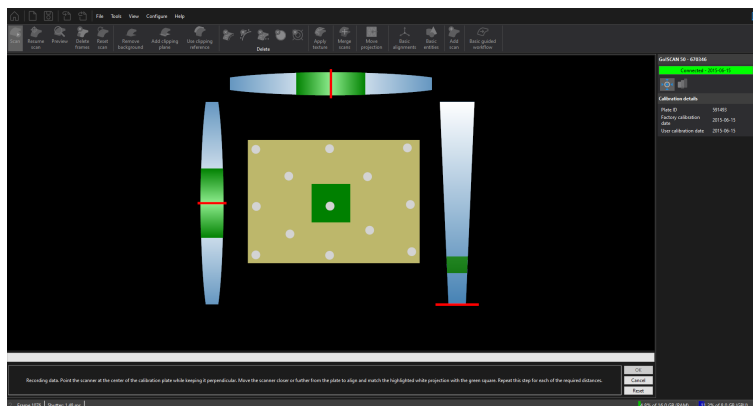 File Tools View Configure Help
Scan
Resume scan
Preview
Delete frames
Reset scan
Remove background
Add clipping plane
Use clipping reference
Delete
Apply texture
Merge scans
Move projection
Basic alignments
Basic entities
Add scan
Basic guided workflow
Go!SCAN 50 - 670346
Connected - 2015-06-15
Calibration details
Plate ID 591493
Factory calibration date 2015-06-15
User calibration date 2015-06-15
Recording data. Point the scanner at the center of the calibration plate while keeping it perpendicular. Move the scanner closer or further from the plate to align and match the highlighted white projection with the green square. Repeat this step for each of the required distances.
OK
Cancel
Reset